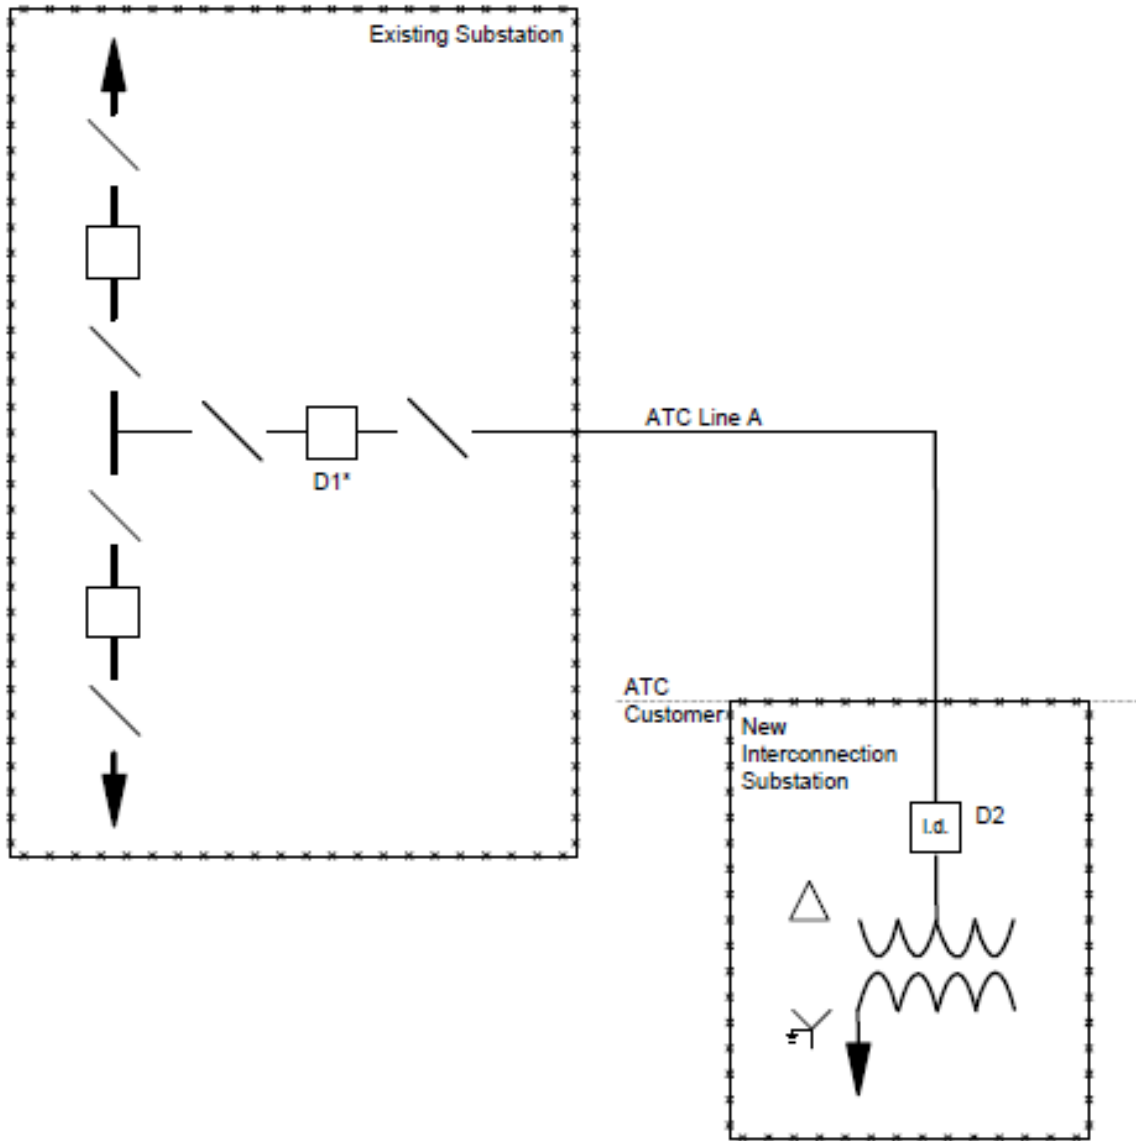 Existing Substation
ATC Line A
D1*
ATC
Customer
New
Interconnection
Substation
I.d.
D2